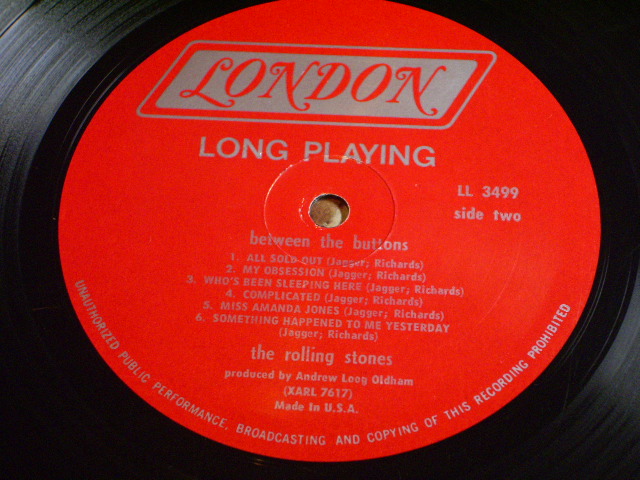 LONDON
LONG PLAYING
LL 3499
side two
between the buttons
1. ALL SOLD OUT (Jagger; Richards)
2. MY OBSESSION (Jagger; Richards)
3. WHO'S BEEN SLEEPING HERE (Jagger; Richards)
4. COMPLICATED (Jagger; Richards)
5. MISS AMANDA JONES (Jagger; Richards)
6. SOMETHING HAPPENED TO ME YESTERDAY
(Jagger; Richards)
the rolling stones
produced by Andrew Loog Oldham
(XARL 7617)
Made In U.S.A.
UNAUTHORIZED PUBLIC PERFORMANCE, BROADCASTING AND COPYING OF THIS RECORDING PROHIBITED